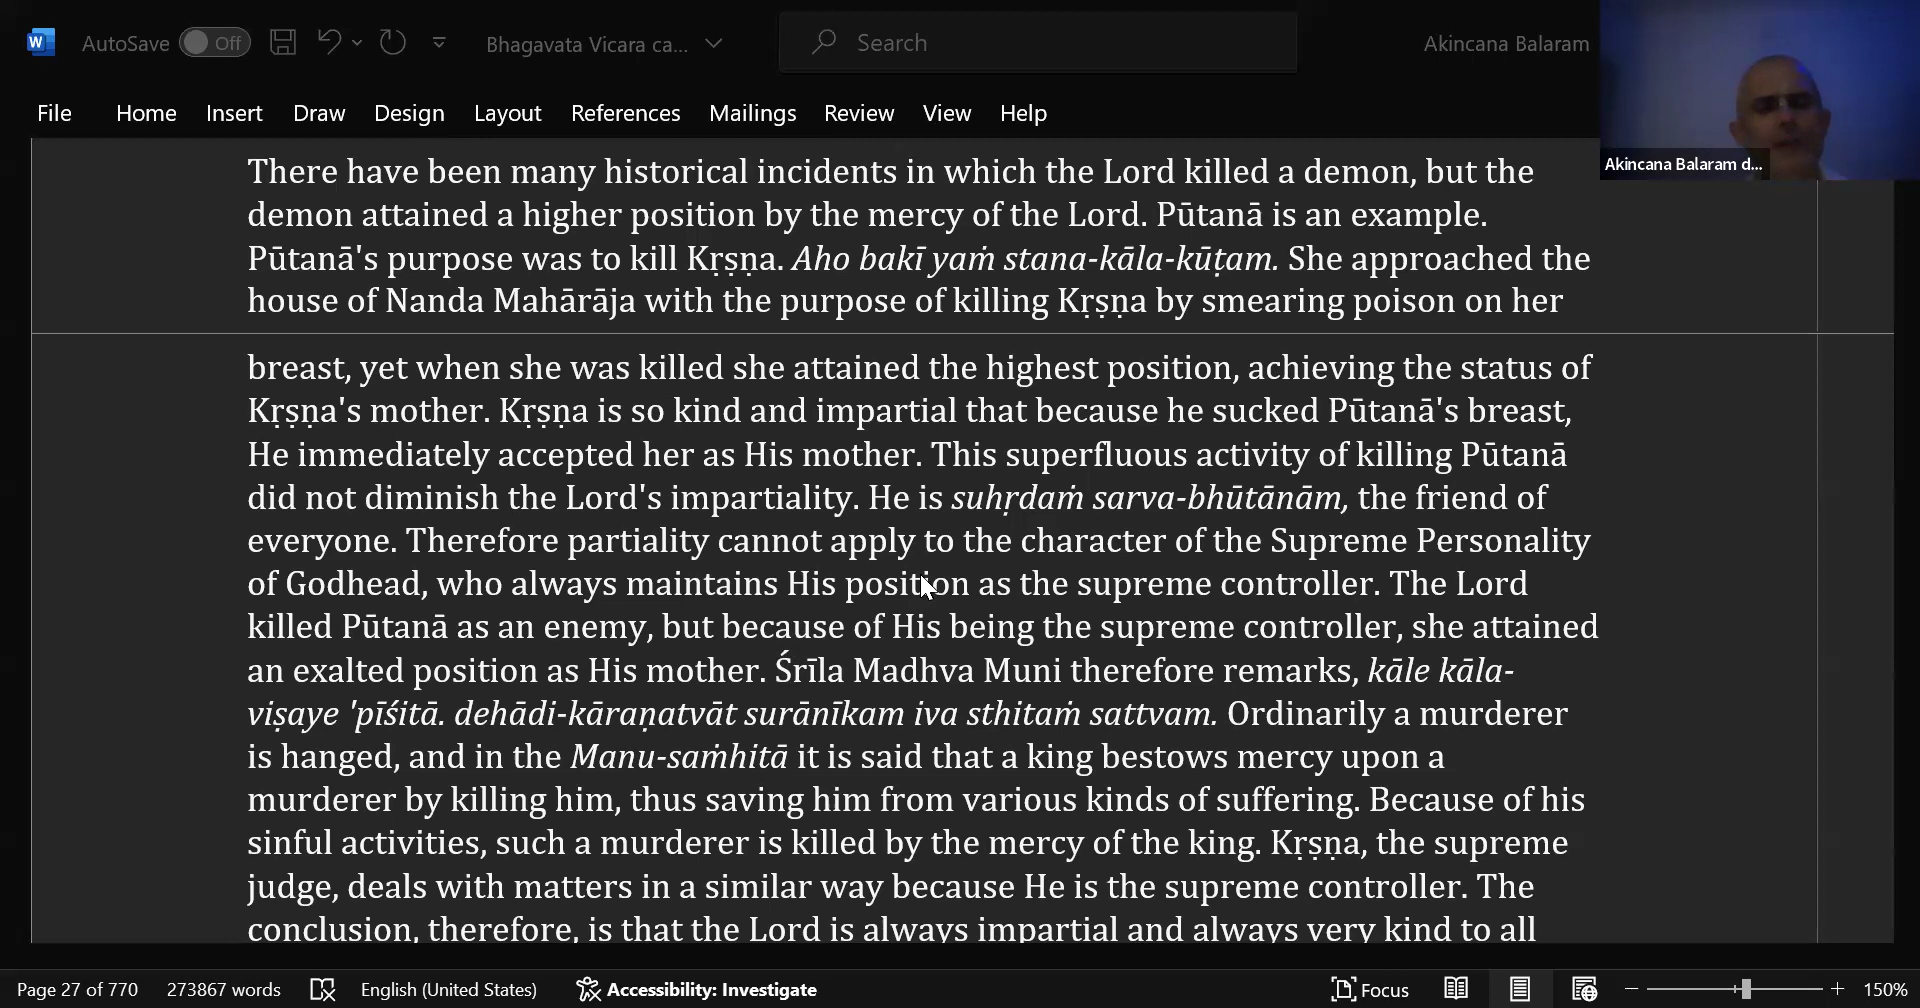 AutoSave Off Bhagavata Vicara ca... Search Akincana Balaram
File Home Insert Draw Design Layout References Mailings Review View Help
Akincana Balaram d...
There have been many historical incidents in which the Lord killed a demon, but the
demon attained a higher position by the mercy of the Lord. Pūtanā is an example.
Pūtanā's purpose was to kill Kṛṣṇa. Aho bakī yaṁ stana-kāla-kūṭam. She approached the
house of Nanda Mahārāja with the purpose of killing Kṛṣṇa by smearing poison on her
breast, yet when she was killed she attained the highest position, achieving the status of
Kṛṣṇa's mother. Kṛṣṇa is so kind and impartial that because he sucked Pūtanā's breast,
He immediately accepted her as His mother. This superfluous activity of killing Pūtanā
did not diminish the Lord's impartiality. He is suhṛdaṁ sarva-bhūtānām, the friend of
everyone. Therefore partiality cannot apply to the character of the Supreme Personality
of Godhead, who always maintains His position as the supreme controller. The Lord
killed Pūtanā as an enemy, but because of His being the supreme controller, she attained
an exalted position as His mother. Śrīla Madhva Muni therefore remarks, kāle kāla-
viṣaye 'pīśitā. dehādi-kāraṇatvāt surānīkam iva sthitaṁ sattvam. Ordinarily a murderer
is hanged, and in the Manu-saṁhitā it is said that a king bestows mercy upon a
murderer by killing him, thus saving him from various kinds of suffering. Because of his
sinful activities, such a murderer is killed by the mercy of the king. Kṛṣṇa, the supreme
judge, deals with matters in a similar way because He is the supreme controller. The
conclusion, therefore, is that the Lord is always impartial and always very kind to all
Page 27 of 770 273867 words English (United States) Accessibility: Investigate Focus 150%